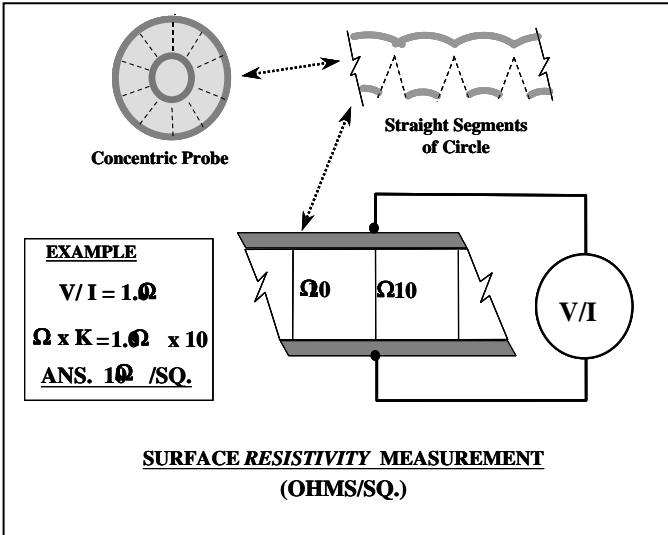 Concentric Probe
Straight Segments
of Circle
EXAMPLE
V/ I = 1.0Ω
Ω x K = 1.0Ω x 10
ANS. 10Ω /SQ.
Ω10
Ω10
V/I
SURFACE RESISTIVITY MEASUREMENT
(OHMS/SQ.)